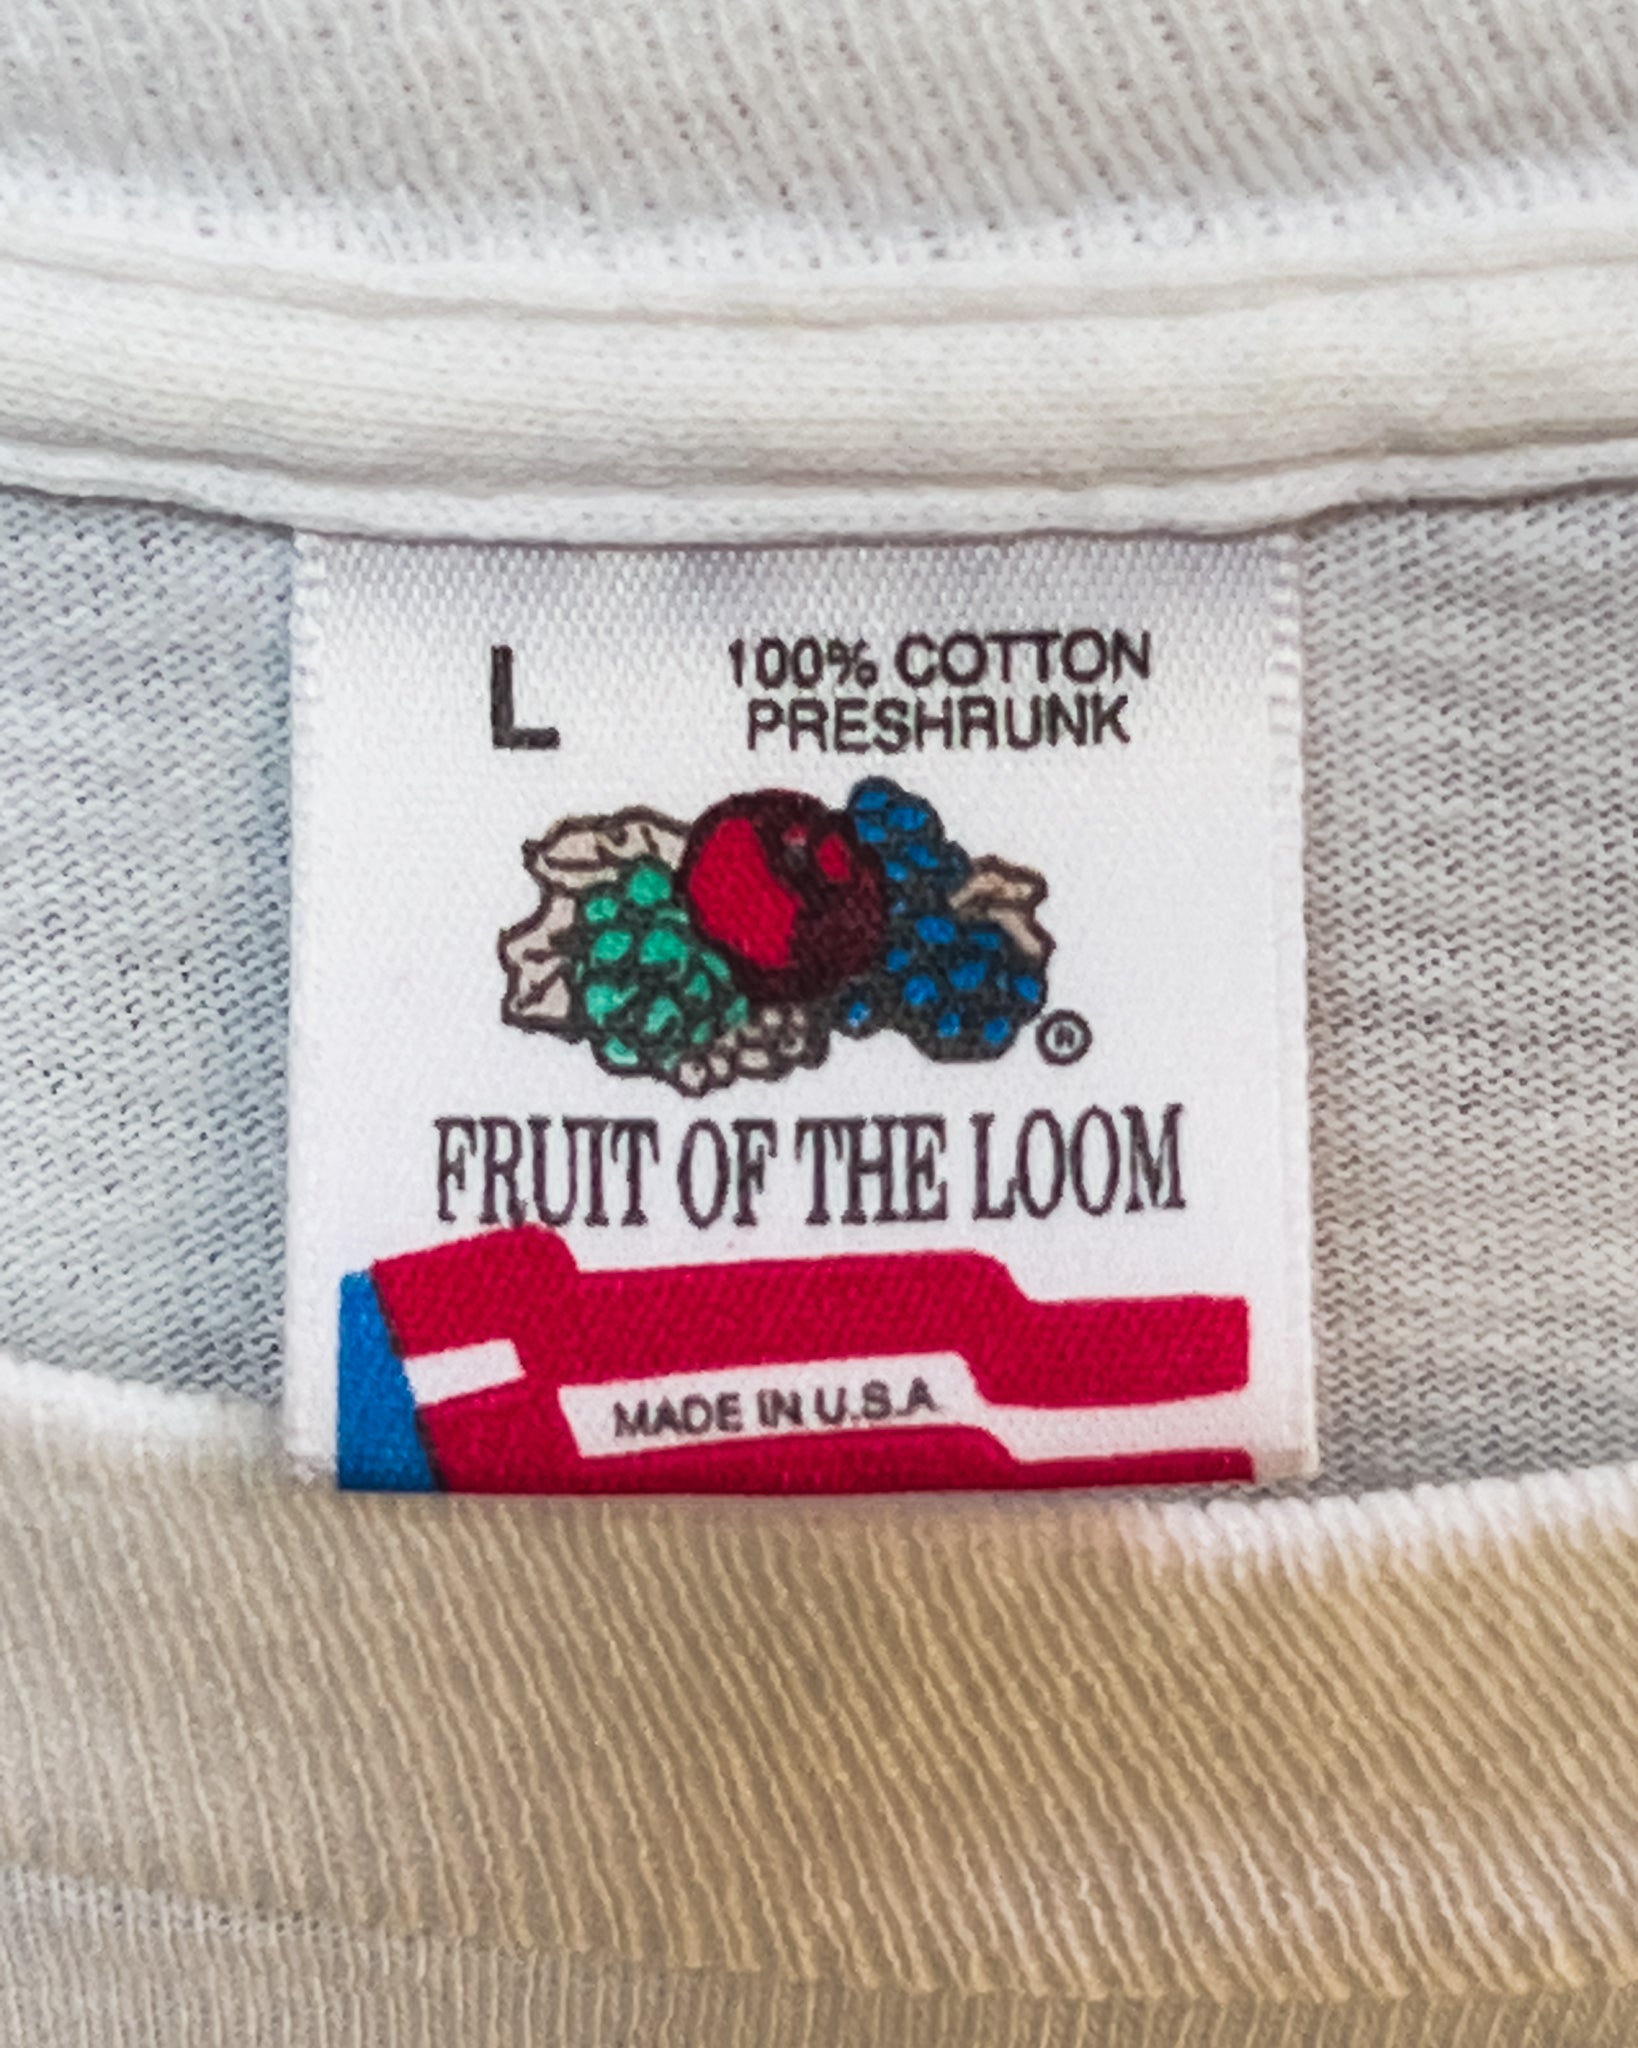 L
100% COTTON
PRESHRUNK
®
FRUIT OF THE LOOM
MADE IN U.S.A